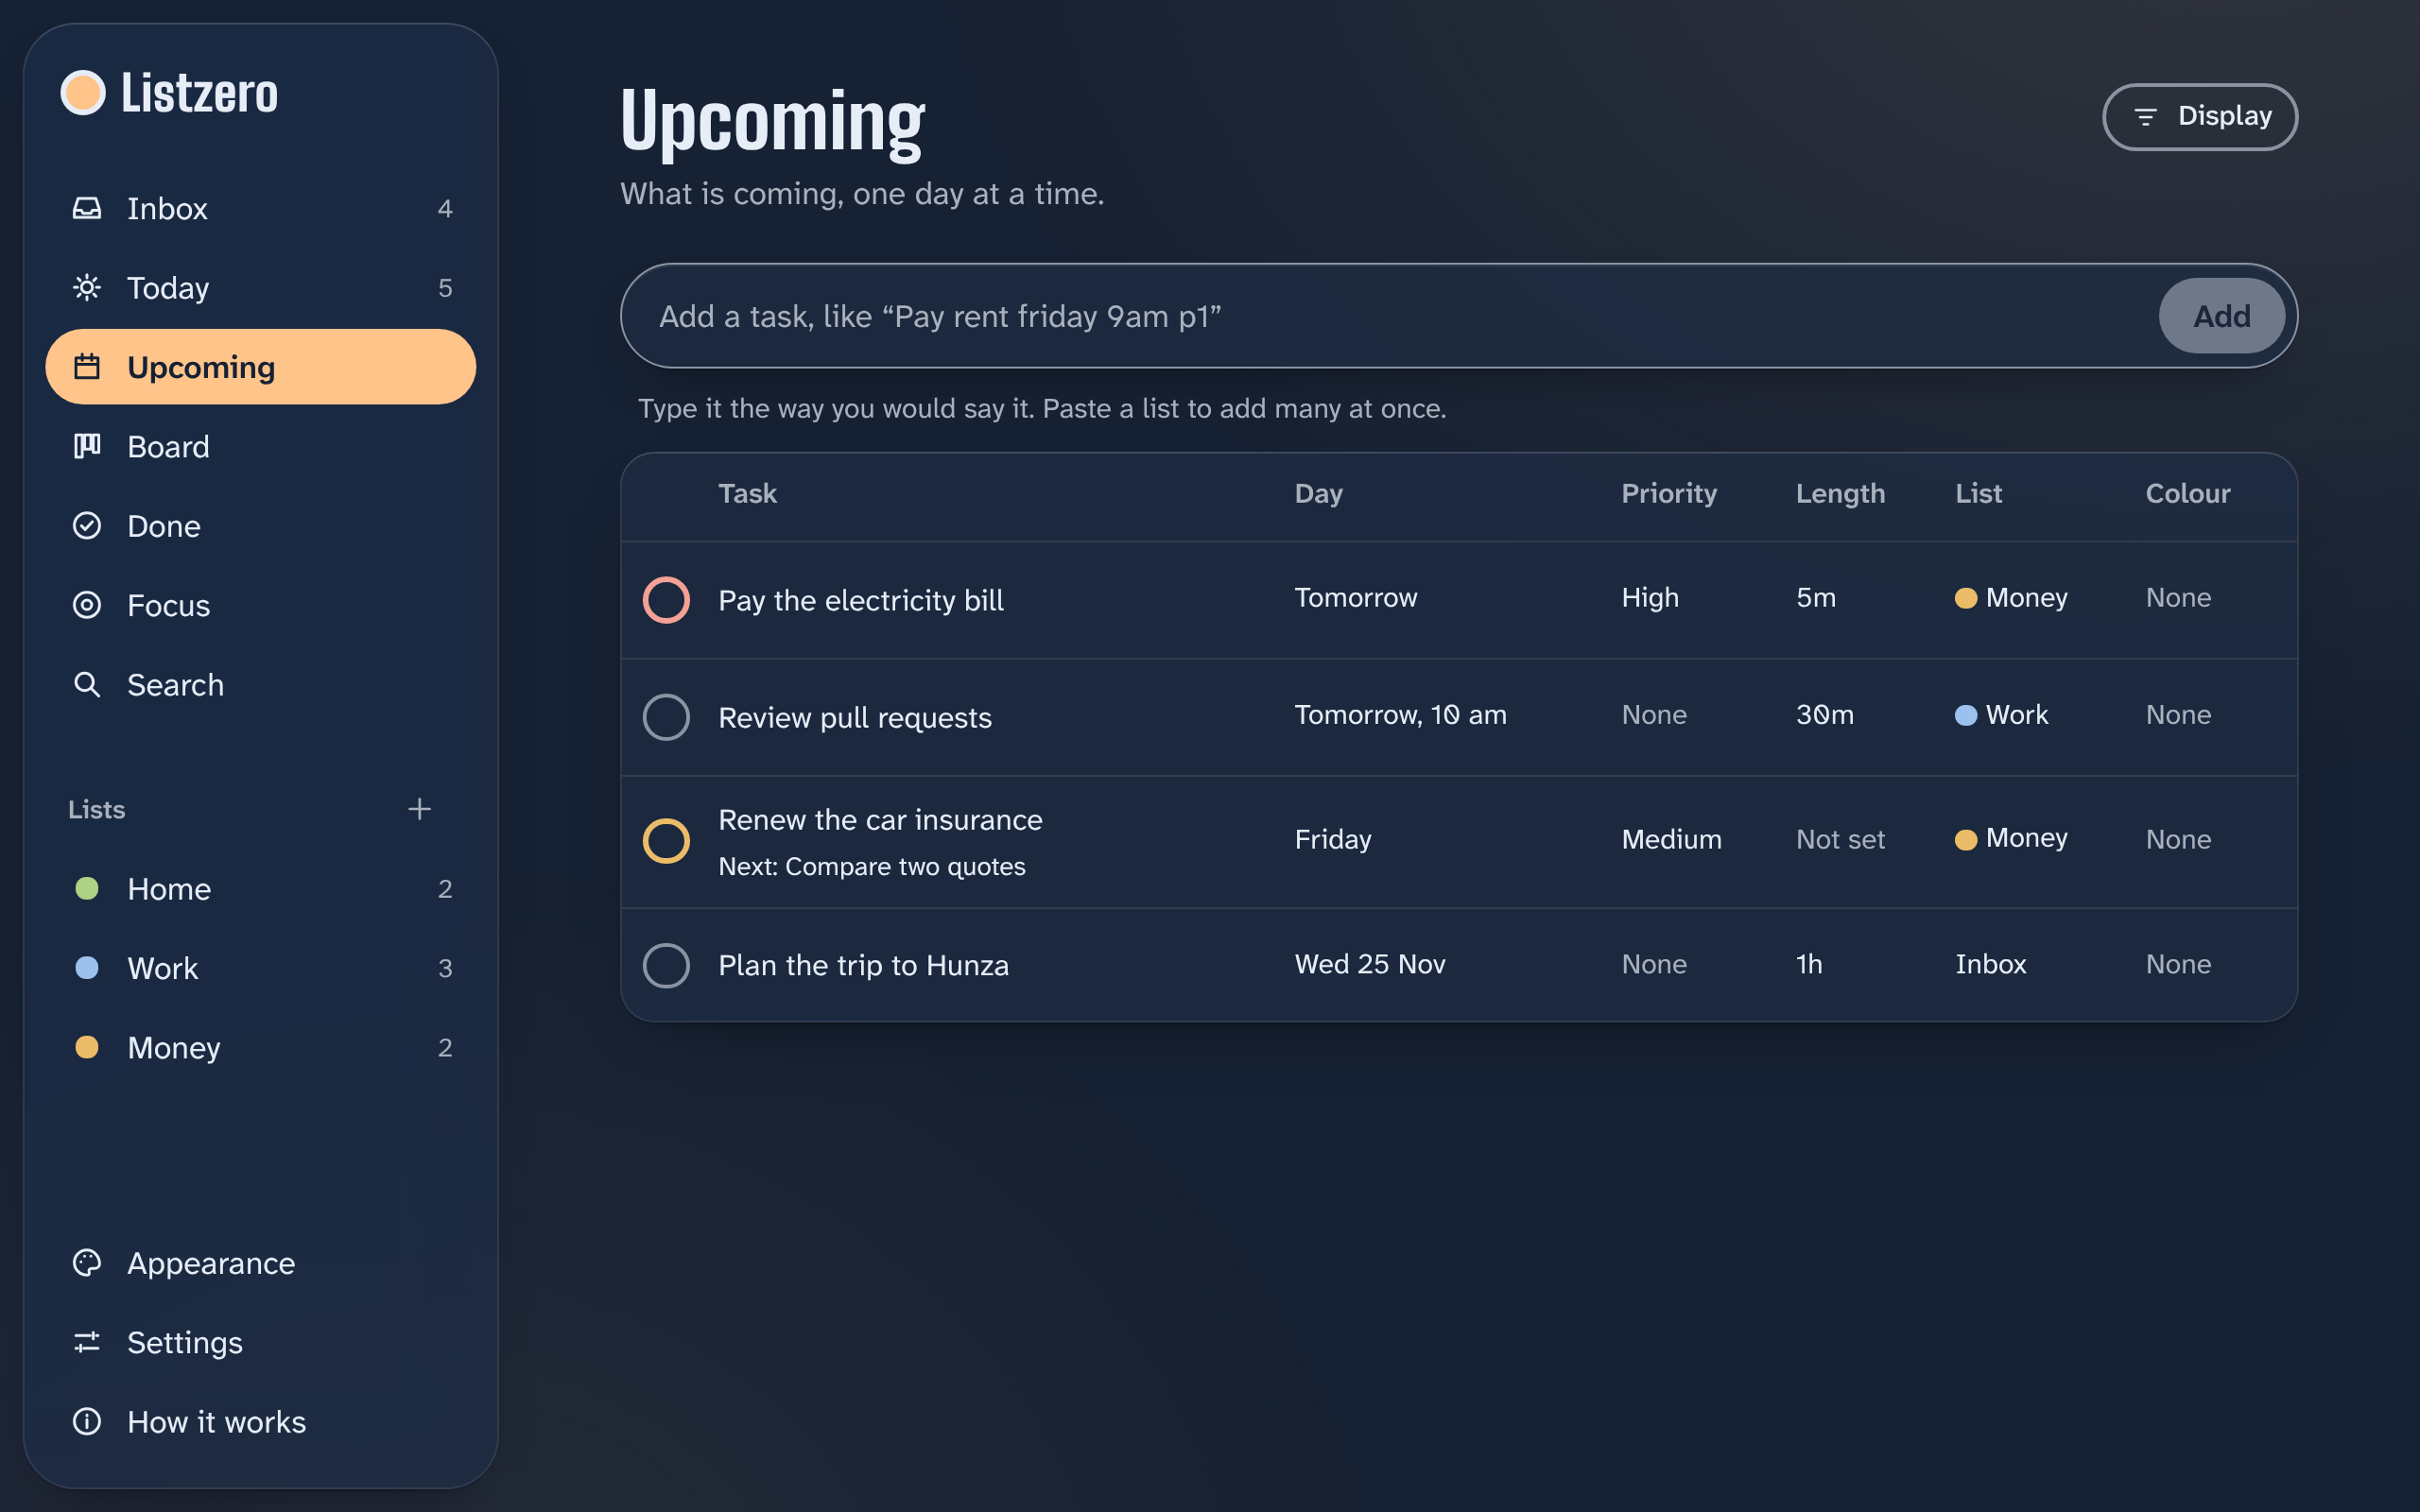 Listzero
Inbox 4
Today 5
Upcoming
Board
Done
Focus
Search
Lists
Home 2
Work 3
Money 2
Appearance
Settings
How it works
Upcoming
Display
What is coming, one day at a time.
Add a task, like “Pay rent friday 9am p1”
Add
Type it the way you would say it. Paste a list to add many at once.
Task Day Priority Length List Colour
Pay the electricity bill Tomorrow High 5m Money None
Review pull requests Tomorrow, 10 am None 30m Work None
Renew the car insurance Friday Medium Not set Money None
Next: Compare two quotes
Plan the trip to Hunza Wed 25 Nov None 1h Inbox None